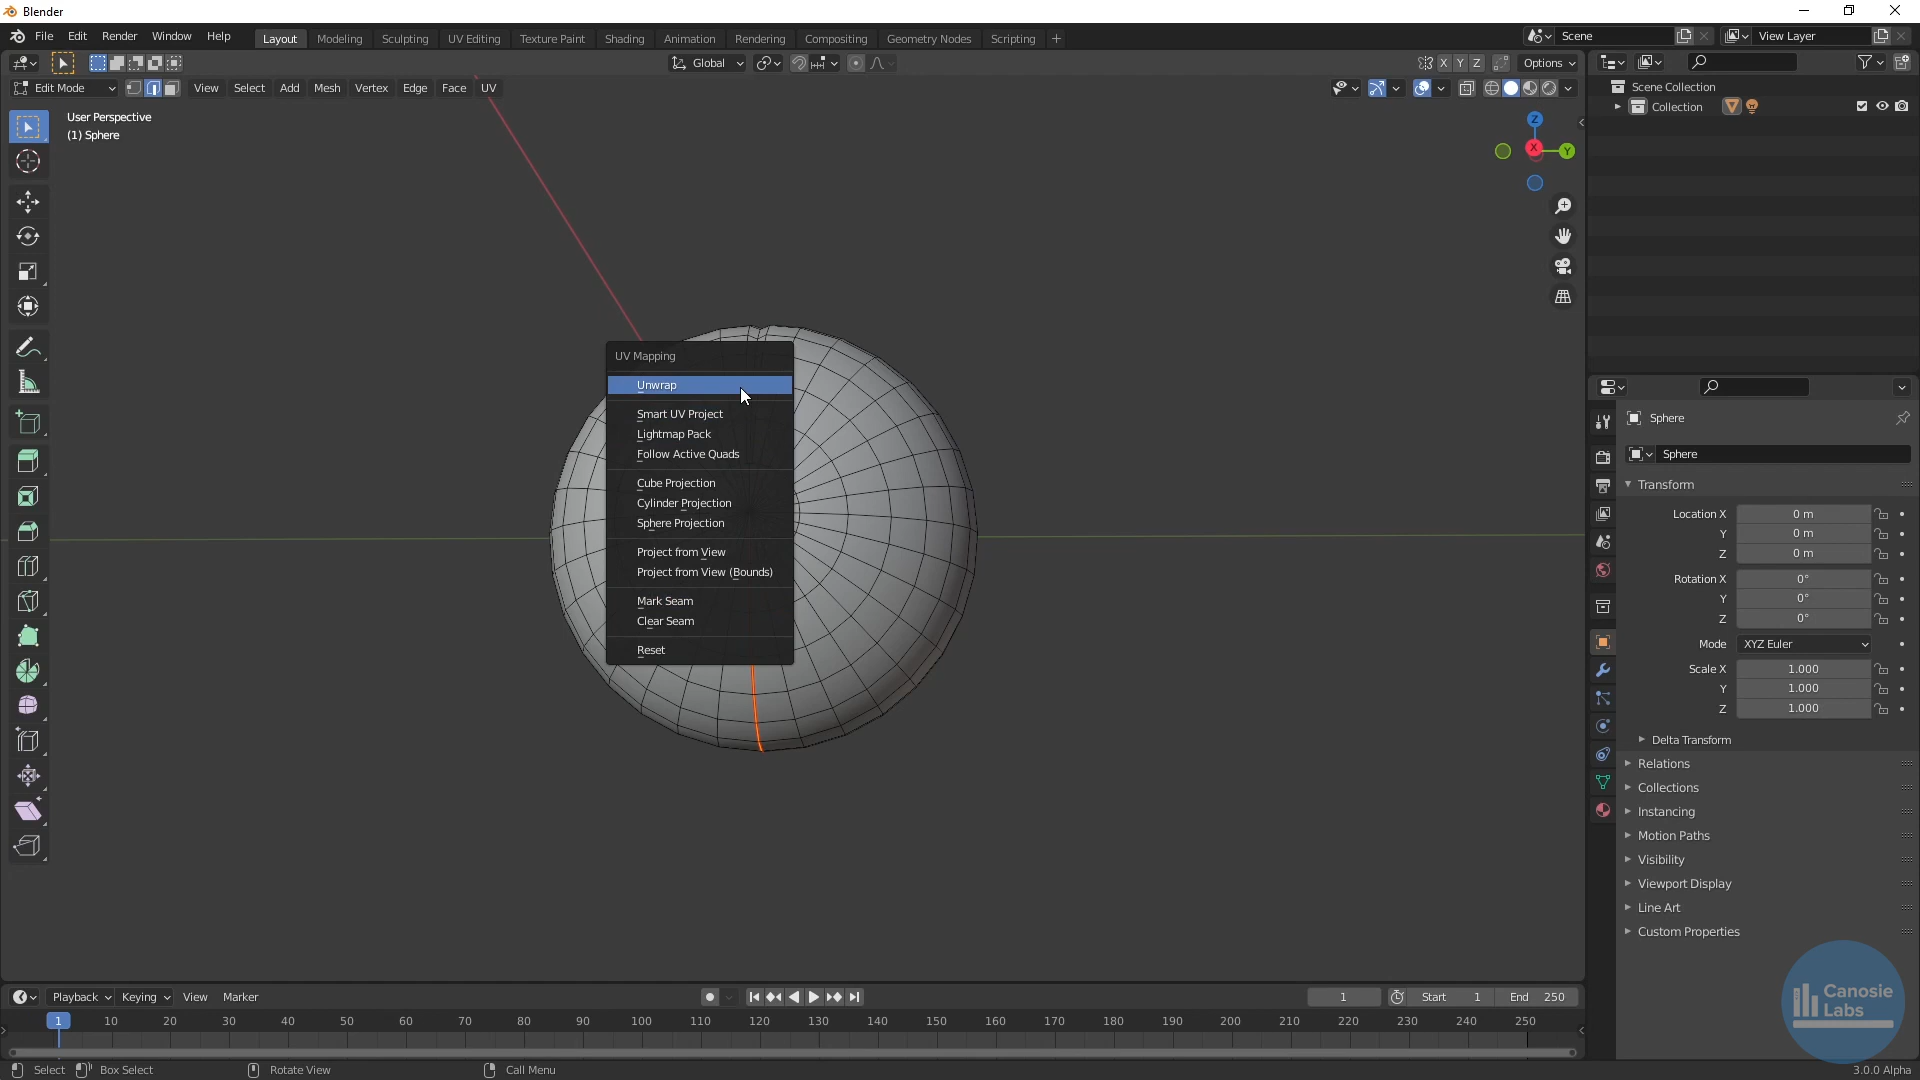 Blender
File Edit Render Window Help
Layout Modeling Sculpting UV Editing Texture Paint Shading Animation Rendering Compositing Geometry Nodes Scripting +
Scene
View Layer
Global
X Y Z
Options
Edit Mode
View Select Add Mesh Vertex Edge Face UV
Scene Collection
Collection
User Perspective
(1) Sphere
Z
X
Y
UV Mapping
Unwrap
Smart UV Project
Lightmap Pack
Follow Active Quads
Cube Projection
Cylinder Projection
Sphere Projection
Project from View
Project from View (Bounds)
Mark Seam
Clear Seam
Reset
Sphere
Sphere
Transform
Location X 0 m
Y 0 m
Z 0 m
Rotation X 0°
Y 0°
Z 0°
Mode XYZ Euler
Scale X 1.000
Y 1.000
Z 1.000
Delta Transform
Relations
Collections
Instancing
Motion Paths
Visibility
Viewport Display
Line Art
Custom Properties
Canosie
Labs
Playback Keying View Marker
1
Start 1
End 250
1 10 20 30 40 50 60 70 80 90 100 110 120 130 140 150 160 170 180 190 200 210 220 230 240 250
Select
Box Select
Rotate View
Call Menu
3.0.0 Alpha